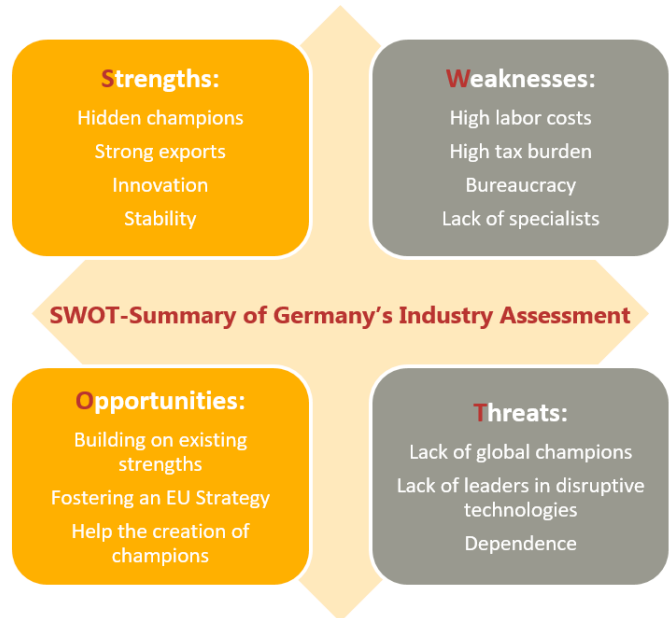 Strengths:
Hidden champions
Strong exports
Innovation
Stability
Weaknesses:
High labor costs
High tax burden
Bureaucracy
Lack of specialists
SWOT-Summary of Germany’s Industry Assessment
Opportunities:
Building on existing
strengths
Fostering an EU Strategy
Help the creation of
champions
Threats:
Lack of global champions
Lack of leaders in disruptive
technologies
Dependence